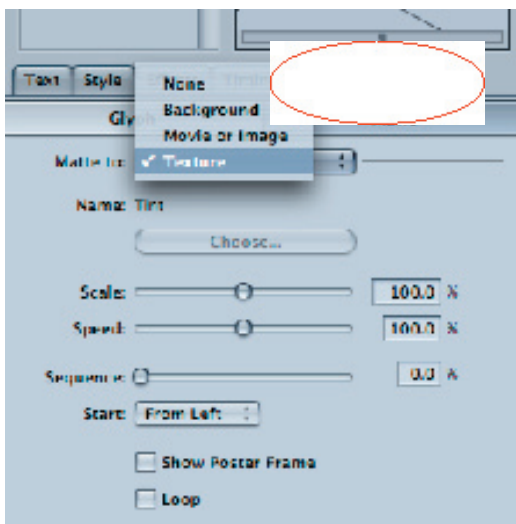 Text Style
None
Background
Movie or Image
Matte to: ✓ Texture
Name: Tint
Choose...
Scale: 100.0 %
Speed: 100.0 %
Sequence: 0.0 %
Start: From Left
Show Poster Frame
Loop